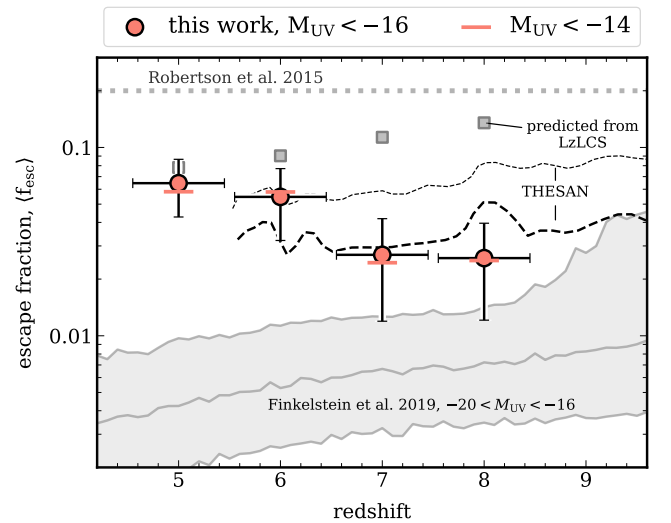 this work, M_UV < −16
M_UV < −14
Robertson et al. 2015
predicted from
LzLCS
THESAN
Finkelstein et al. 2019, −20 < M_UV < −16
escape fraction, ⟨f_esc⟩
0.1
0.01
5 6 7 8 9
redshift